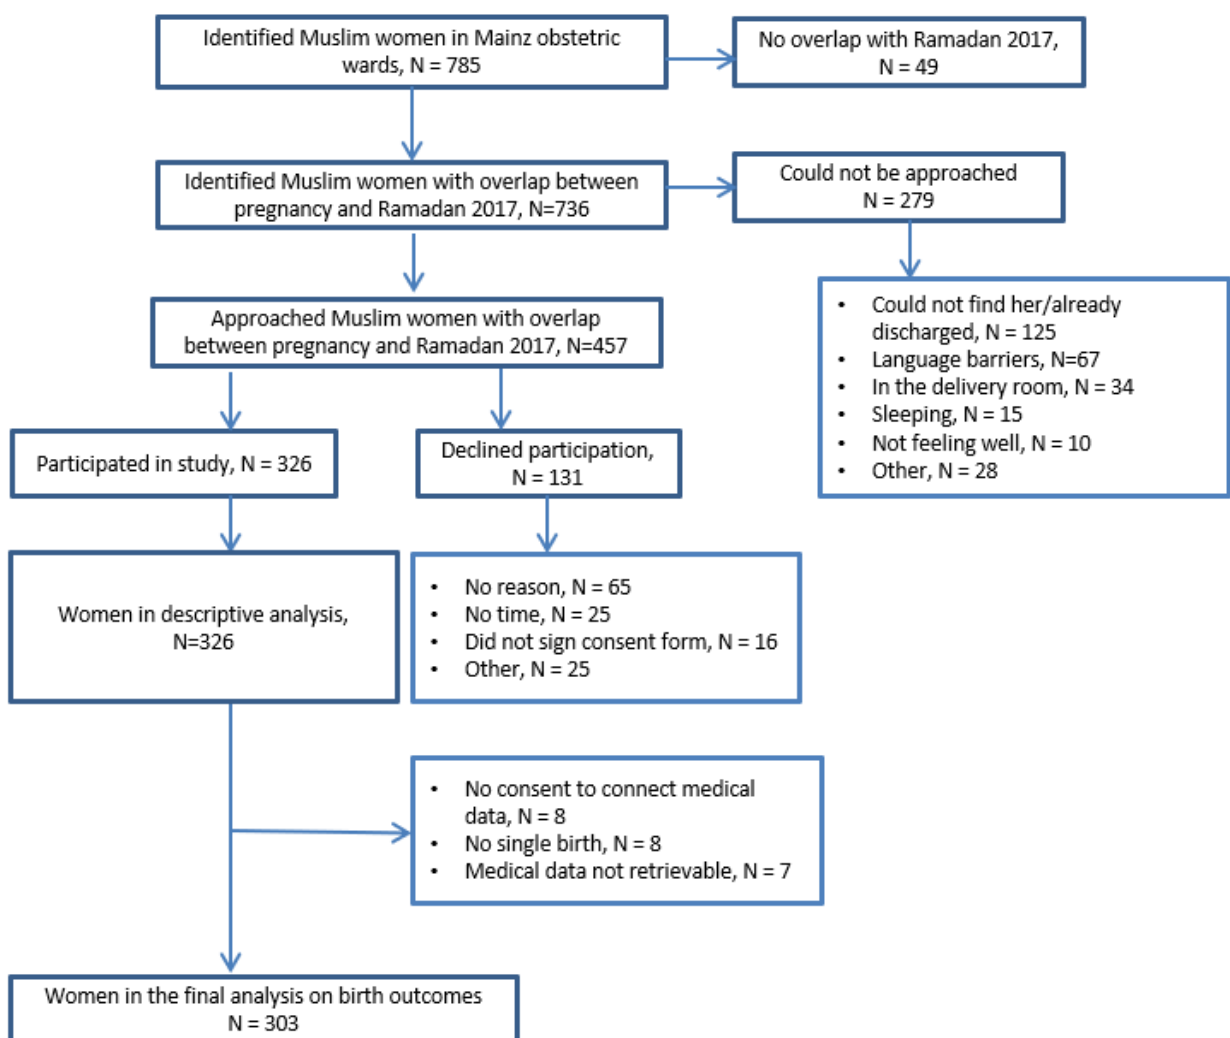 Identified Muslim women in Mainz obstetric
wards, N = 785
No overlap with Ramadan 2017,
N = 49
Identified Muslim women with overlap between
pregnancy and Ramadan 2017, N=736
Could not be approached
N = 279
• Could not find her/already
discharged, N = 125
• Language barriers, N=67
• In the delivery room, N = 34
• Sleeping, N = 15
• Not feeling well, N = 10
• Other, N = 28
Approached Muslim women with overlap
between pregnancy and Ramadan 2017, N=457
Participated in study, N = 326
Declined participation,
N = 131
Women in descriptive analysis,
N=326
• No reason, N = 65
• No time, N = 25
• Did not sign consent form, N = 16
• Other, N = 25
• No consent to connect medical
data, N = 8
• No single birth, N = 8
• Medical data not retrievable, N = 7
Women in the final analysis on birth outcomes
N = 303